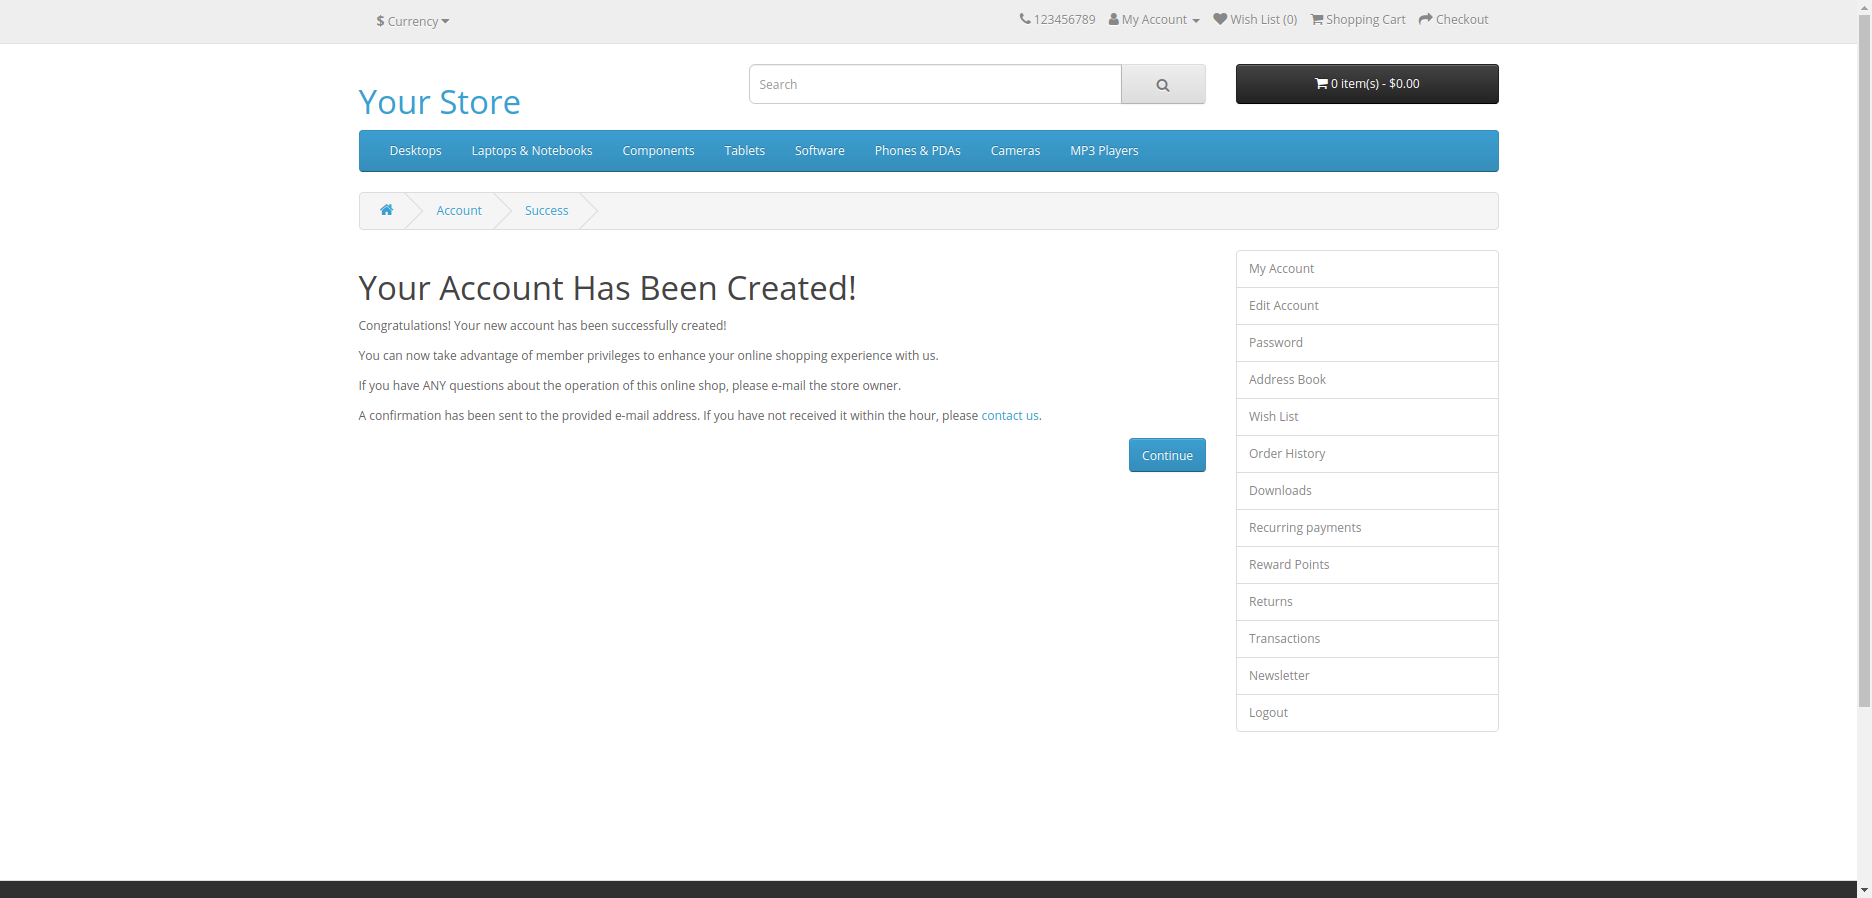 $ Currency
123456789 My Account Wish List (0) Shopping Cart Checkout
Your Store
Search
0 item(s) - $0.00
Desktops Laptops & Notebooks Components Tablets Software Phones & PDAs Cameras MP3 Players
Account Success
Your Account Has Been Created!
Congratulations! Your new account has been successfully created!
You can now take advantage of member privileges to enhance your online shopping experience with us.
If you have ANY questions about the operation of this online shop, please e-mail the store owner.
A confirmation has been sent to the provided e-mail address. If you have not received it within the hour, please contact us.
Continue
My Account
Edit Account
Password
Address Book
Wish List
Order History
Downloads
Recurring payments
Reward Points
Returns
Transactions
Newsletter
Logout